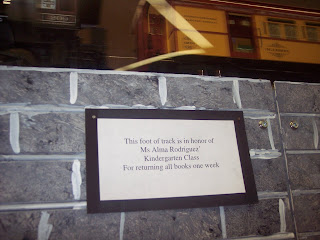 This foot of track is in honor of
Ms Alma Rodriguez'
Kindergarten Class
For returning all books one week